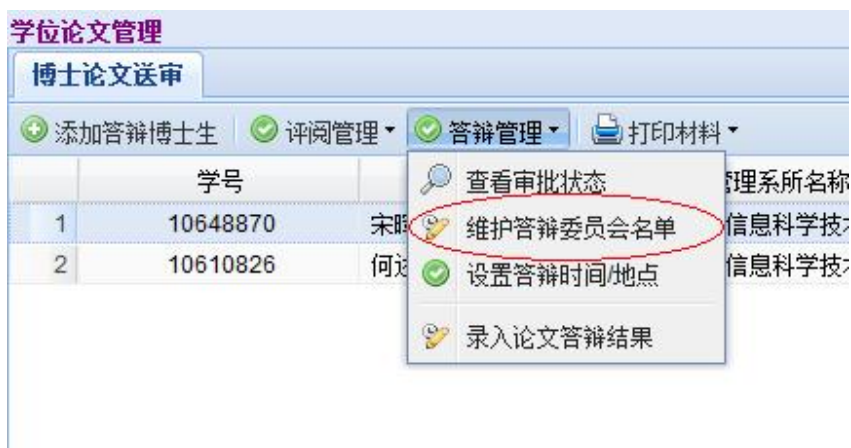 学位论文管理
博士论文送审
添加答辩博士生 评阅管理 答辩管理 打印材料
学号 查看审批状态 管理系所名称
1 10648870 宋 维护答辩委员会名单 信息科学技
2 10610826 何 设置答辩时间/地点 信息科学技
录入论文答辩结果